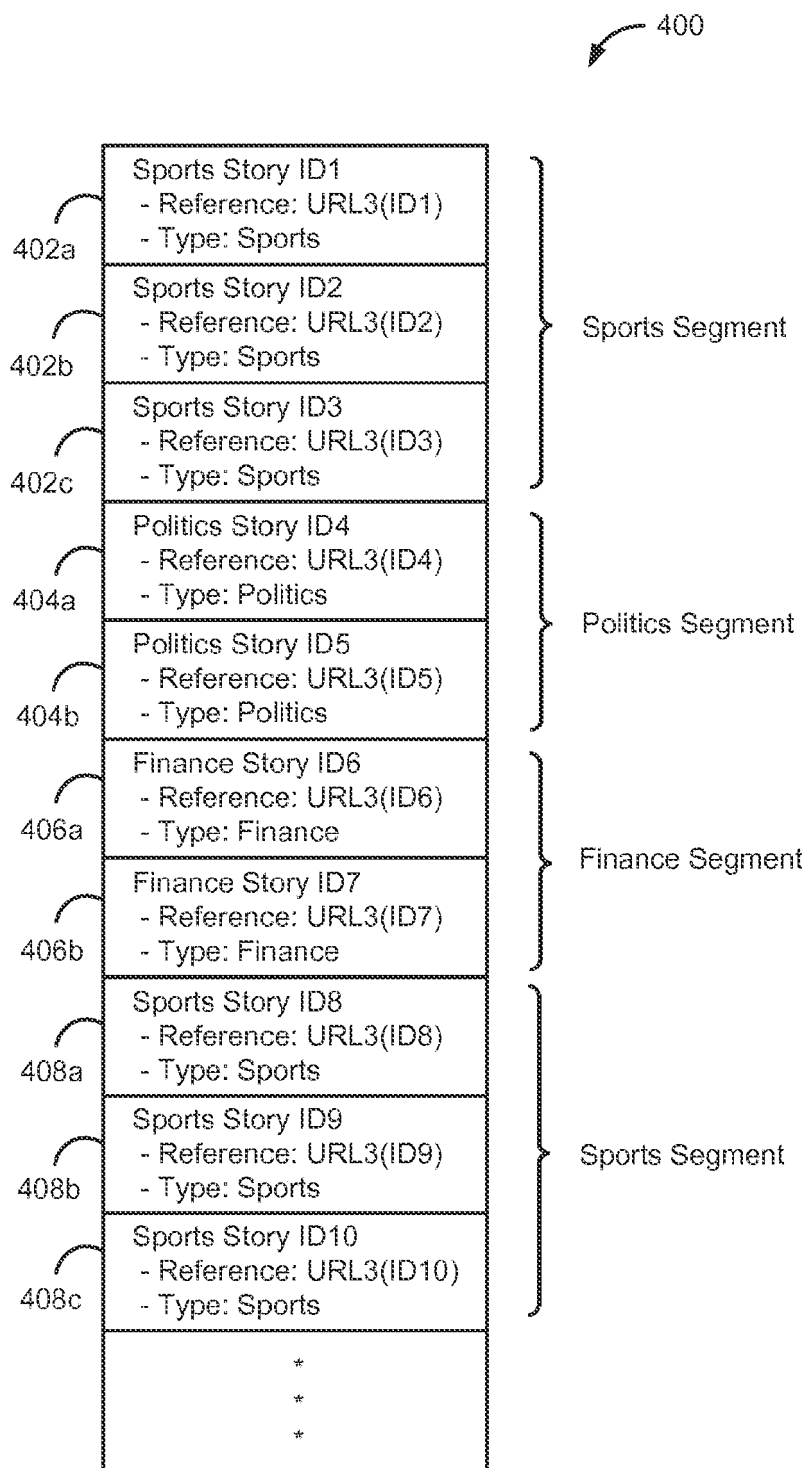 400
Sports Story ID1
- Reference: URL3(ID1)
- Type: Sports
402a
Sports Story ID2
- Reference: URL3(ID2)
- Type: Sports
402b
Sports Segment
Sports Story ID3
- Reference: URL3(ID3)
- Type: Sports
402c
Politics Story ID4
- Reference: URL3(ID4)
- Type: Politics
404a
Politics Segment
Politics Story ID5
- Reference: URL3(ID5)
- Type: Politics
404b
Finance Story ID6
- Reference: URL3(ID6)
- Type: Finance
406a
Finance Segment
Finance Story ID7
- Reference: URL3(ID7)
- Type: Finance
406b
Sports Story ID8
- Reference: URL3(ID8)
- Type: Sports
408a
Sports Story ID9
- Reference: URL3(ID9)
- Type: Sports
408b
Sports Segment
Sports Story ID10
- Reference: URL3(ID10)
- Type: Sports
408c
*
*
*